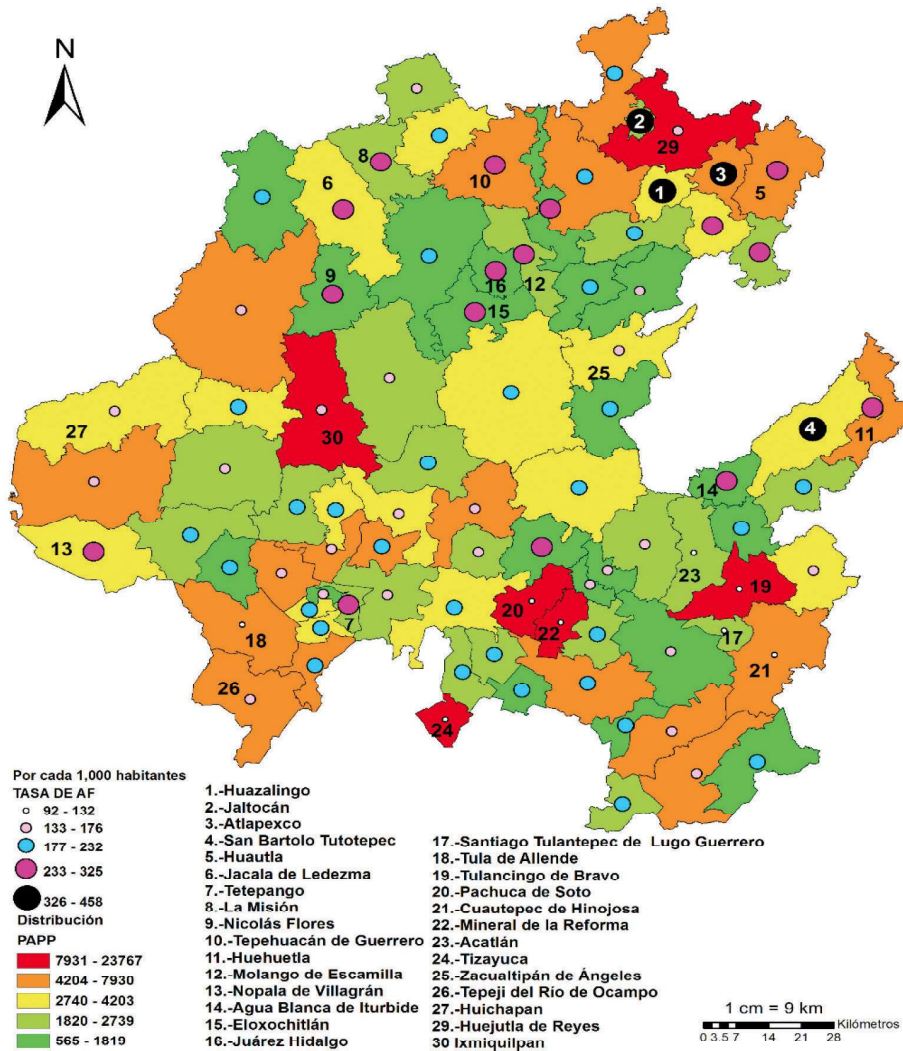 N
2
29
8
10
3
5
6
1
9
16
12
15
25
30
27
4
11
14
13
23
19
20
7
22
17
18
21
26
24
Por cada 1,000 habitantes
TASA DE AF
92 - 132
133 - 176
177 - 232
233 - 325
326 - 458
Distribución
PAPP
7931 - 23767
4204 - 7930
2740 - 4203
1820 - 2739
565 - 1819
1.-Huazalingo
2.-Jaltocán
3.-Atlapexco
4.-San Bartolo Tutotepec
5.-Huautla
6.-Jacala de Ledezma
7.-Tetepango
8.-La Misión
9.-Nicolás Flores
10.-Tepehuacán de Guerrero
11.-Huehuetla
12.-Molango de Escamilla
13.-Nopala de Villagrán
14.-Agua Blanca de Iturbide
15.-Eloxochitlán
16.-Juárez Hidalgo
17.-Santiago Tulantepec de Lugo Guerrero
18.-Tula de Allende
19.-Tulancingo de Bravo
20.-Pachuca de Soto
21.-Cuautepec de Hinojosa
22.-Mineral de la Reforma
23.-Acatlán
24.-Tizayuca
25.-Zacualtipán de Ángeles
26.-Tepeji del Río de Ocampo
27.-Huichapan
29.-Huejutla de Reyes
30 Ixmiquilpan
1 cm = 9 km
Kilómetros
0 3.5 7 14 21 28